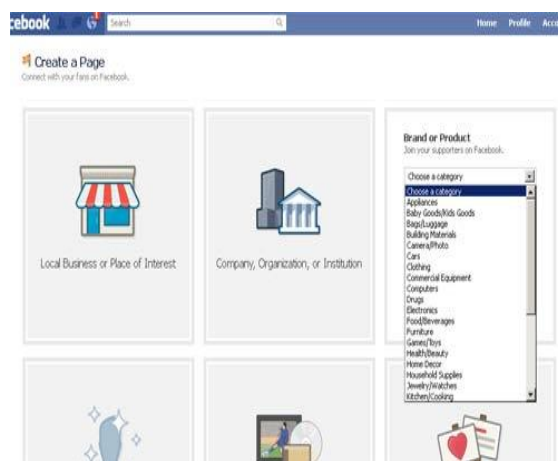 cebook
1
Search
Home Profile Acco
Create a Page
Connect with your fans on Facebook.
Local Business or Place of Interest
Company, Organization, or Institution
Brand or Product
Join your supporters on Facebook.
Choose a category
Choose a category
Appliances
Baby Goods/Kids Goods
Bags/Luggage
Building Materials
Camera/Photo
Cars
Clothing
Commercial Equipment
Computers
Drugs
Electronics
Food/Beverages
Furniture
Games/Toys
Health/Beauty
Home Decor
Household Supplies
Jewelry/Watches
Kitchen/Cooking